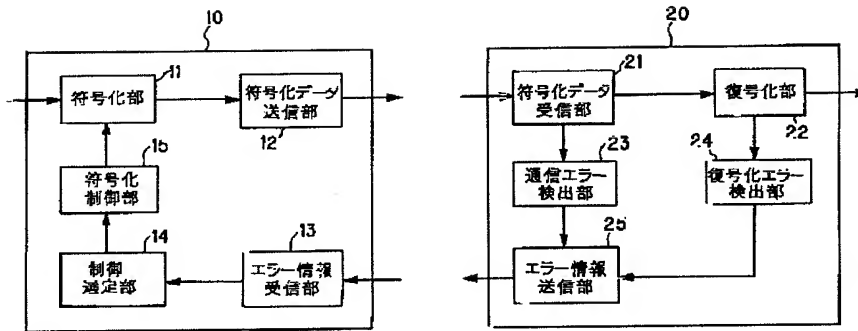 10
11
符号化部
符号化データ
送信部
12
15
符号化
制御部
14
制御
選定部
13
エラー情報
受信部
20
21
符号化データ
受信部
復号化部
22
23
通信エラー
検出部
24
復号化エラー
検出部
25
エラー情報
送信部